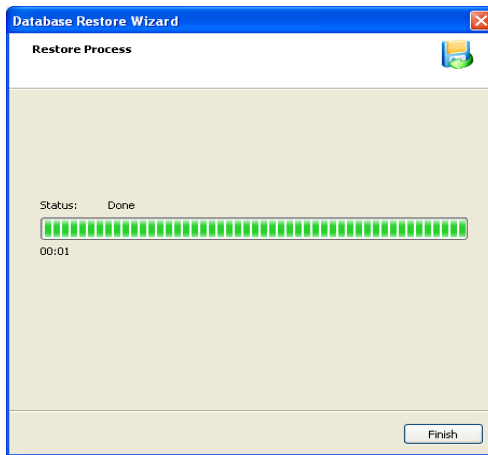 Database Restore Wizard
Restore Process
Status: Done
00:01
Finish